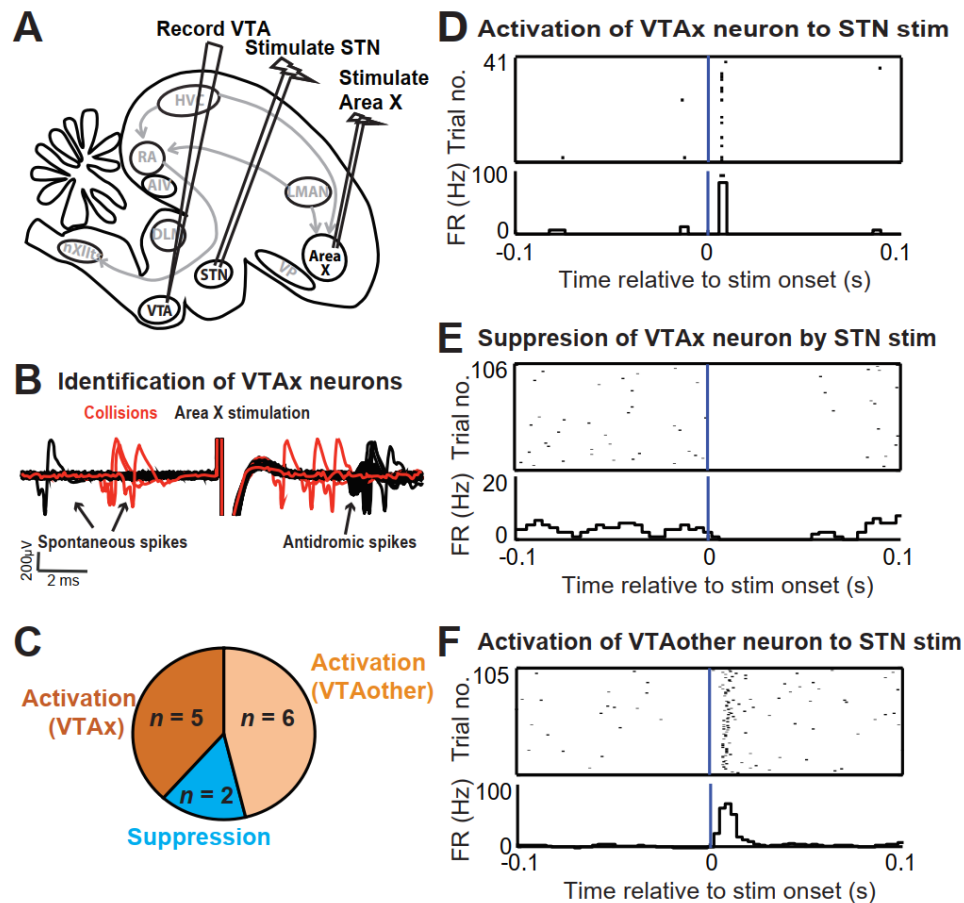 A
Record VTA
Stimulate STN
Stimulate
Area X
HVC
RA
AIV
LMAN
DLM
nXIIts
Area
X
VP
STN
VTA
B Identification of VTAx neurons
Collisions Area X stimulation
Spontaneous spikes
Antidromic spikes
200µV
2 ms
C
Activation
(VTAx)
Activation
(VTAother)
n = 5
n = 6
n = 2
Suppression
D Activation of VTAx neuron to STN stim
41
Trial no.
100
FR (Hz)
0
-0.1 0 0.1
Time relative to stim onset (s)
E Suppresion of VTAx neuron by STN stim
106
Trial no.
20
FR (Hz)
0
-0.1 0 0.1
Time relative to stim onset (s)
F Activation of VTAother neuron to STN stim
105
Trial no.
100
FR (Hz)
0
-0.1 0 0.1
Time relative to stim onset (s)